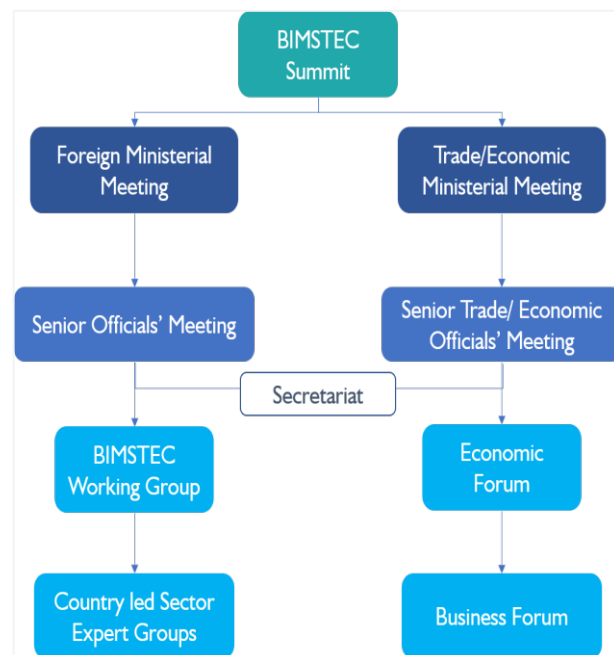 BIMSTEC
Summit
Foreign Ministerial
Meeting
Trade/Economic
Ministerial Meeting
Senior Officials’ Meeting
Senior Trade/ Economic
Officials’ Meeting
Secretariat
BIMSTEC
Working Group
Economic
Forum
Country led Sector
Expert Groups
Business Forum